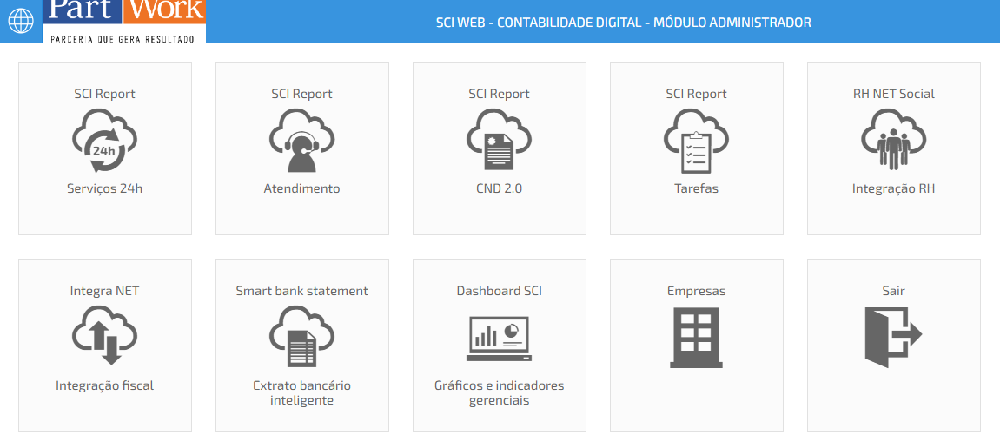 Part Work
PARCERIA QUE GERA RESULTADO
SCI WEB - CONTABILIDADE DIGITAL - MÓDULO ADMINISTRADOR
SCI Report
24h
Serviços 24h
SCI Report
Atendimento
SCI Report
CND 2.0
SCI Report
Tarefas
RH NET Social
Integração RH
Integra NET
Integração fiscal
Smart bank statement
Extrato bancário
inteligente
Dashboard SCI
Gráficos e indicadores
gerenciais
Empresas
Sair